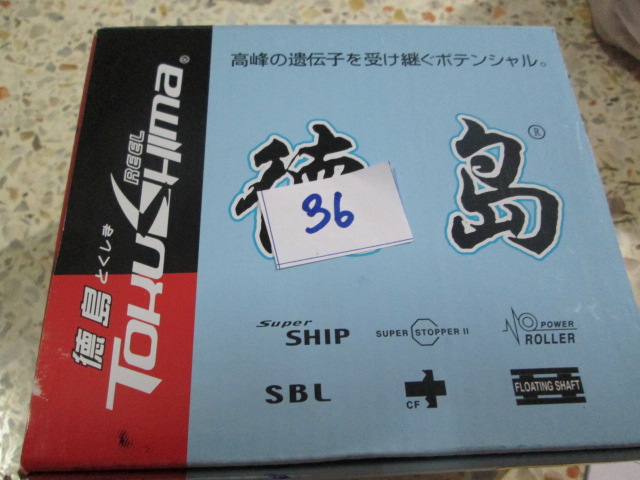 高峰の遺伝子を受け継ぐポテンシャル。
島®
36
Super
SHIP
SUPER STOPPER II
POWER
ROLLER
SBL
CF
FLOATING SHAFT
徳島 とくしま
REEL
TOKUSHIMA®